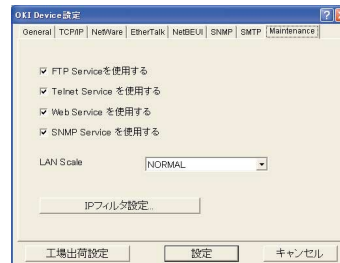 OKI Device設定
General TCP/IP NetWare EtherTalk NetBEUI SNMP SMTP Maintenance
FTP Serviceを使用する
Telnet Service を使用する
Web Service を使用する
SNMP Service を使用する
LAN Scale NORMAL
IPフィルタ設定...
工場出荷設定 設定 キャンセル